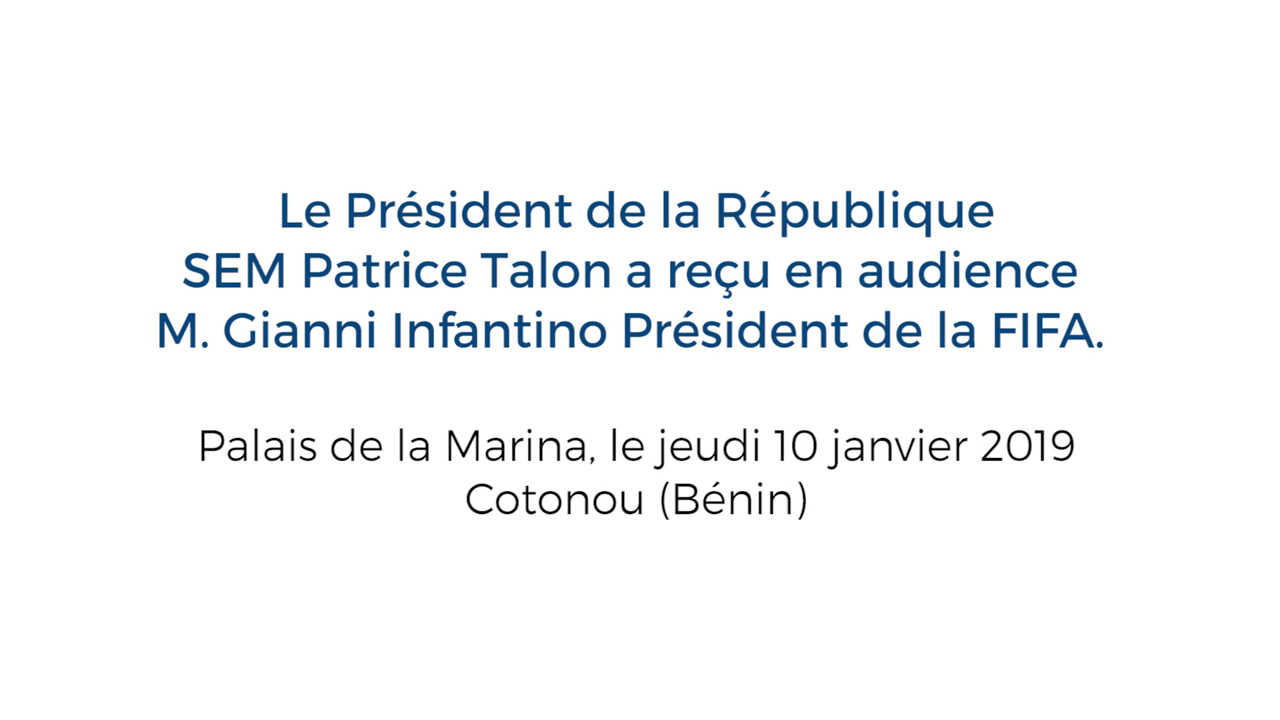 Le Président de la République
SEM Patrice Talon a reçu en audience
M. Gianni Infantino Président de la FIFA.
Palais de la Marina, le jeudi 10 janvier 2019
Cotonou (Bénin)